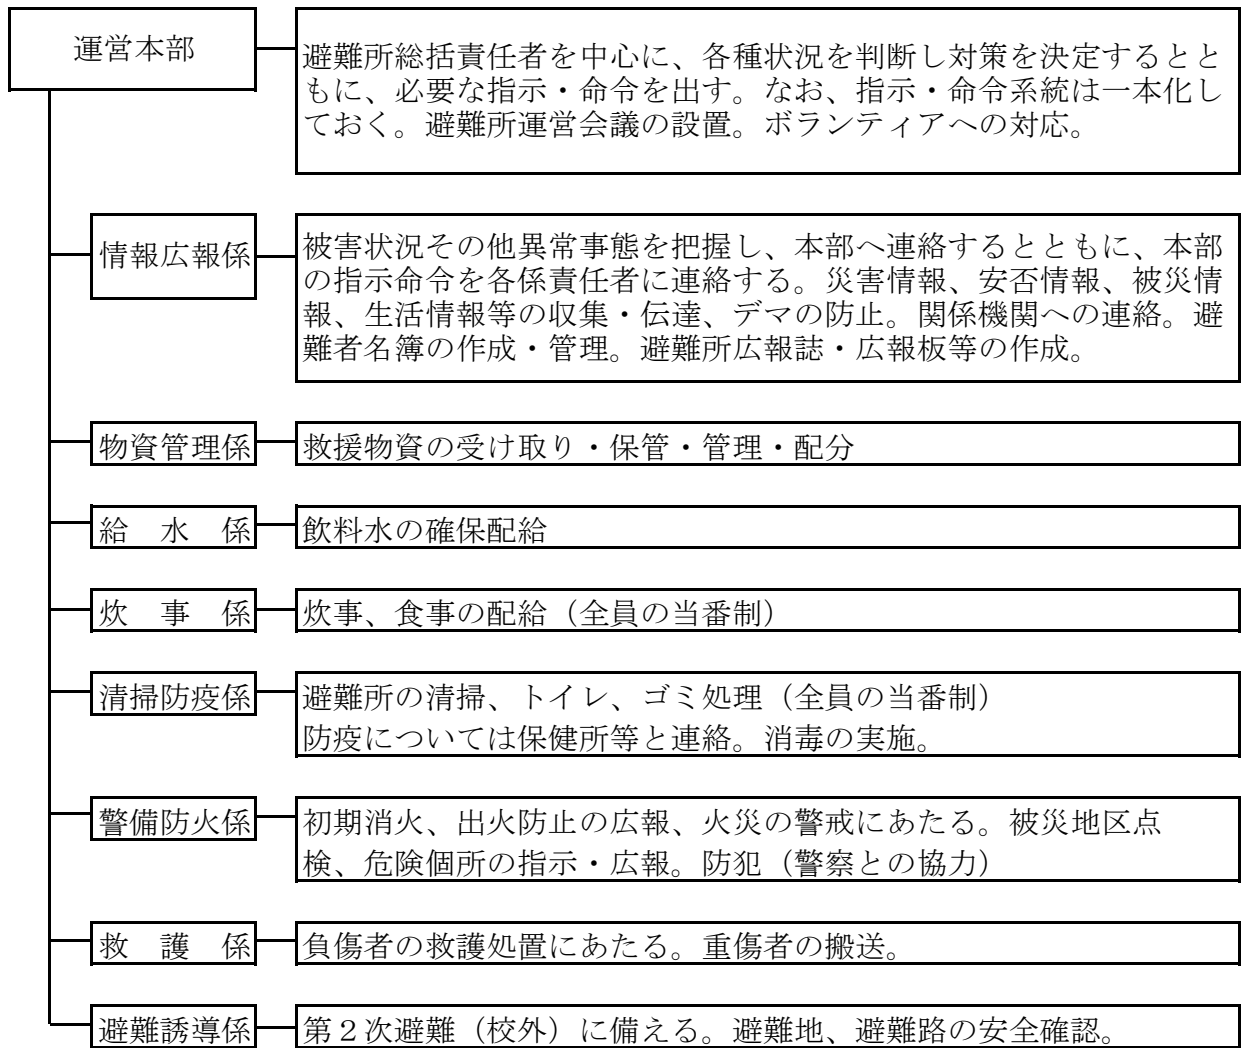 運営本部
避難所総括責任者を中心に、各種状況を判断し対策を決定するとと
もに、必要な指示・命令を出す。なお、指示・命令系統は一本化し
ておく。避難所運営会議の設置。ボランティアへの対応。
情報広報係
被害状況その他異常事態を把握し、本部へ連絡するとともに、本部
の指示命令を各係責任者に連絡する。災害情報、安否情報、被災情
報、生活情報等の収集・伝達、デマの防止。関係機関への連絡。避
難者名簿の作成・管理。避難所広報誌・広報板等の作成。
物資管理係
救援物資の受け取り・保管・管理・配分
給　水　係
飲料水の確保配給
炊　事　係
炊事、食事の配給（全員の当番制）
清掃防疫係
避難所の清掃、トイレ、ゴミ処理（全員の当番制）
防疫については保健所等と連絡。消毒の実施。
警備防火係
初期消火、出火防止の広報、火災の警戒にあたる。被災地区点
検、危険個所の指示・広報。防犯（警察との協力）
救　護　係
負傷者の救護処置にあたる。重傷者の搬送。
避難誘導係
第２次避難（校外）に備える。避難地、避難路の安全確認。